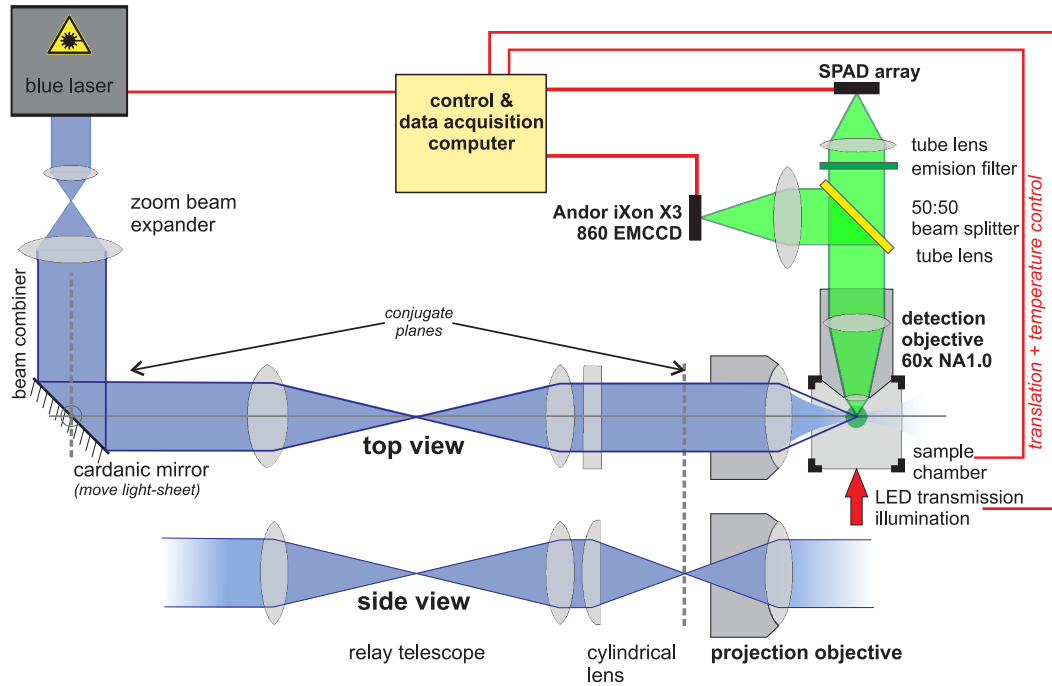 blue laser
control &
data acquisition
computer
SPAD array
tube lens
emision filter
50:50
beam splitter
tube lens
Andor iXon X3
860 EMCCD
zoom beam
expander
beam combiner
conjugate
planes
detection
objective
60x NA1.0
translation + temperature control
top view
cardanic mirror
(move light-sheet)
sample
chamber
LED transmission
illumination
side view
relay telescope
cylindrical
lens
projection objective